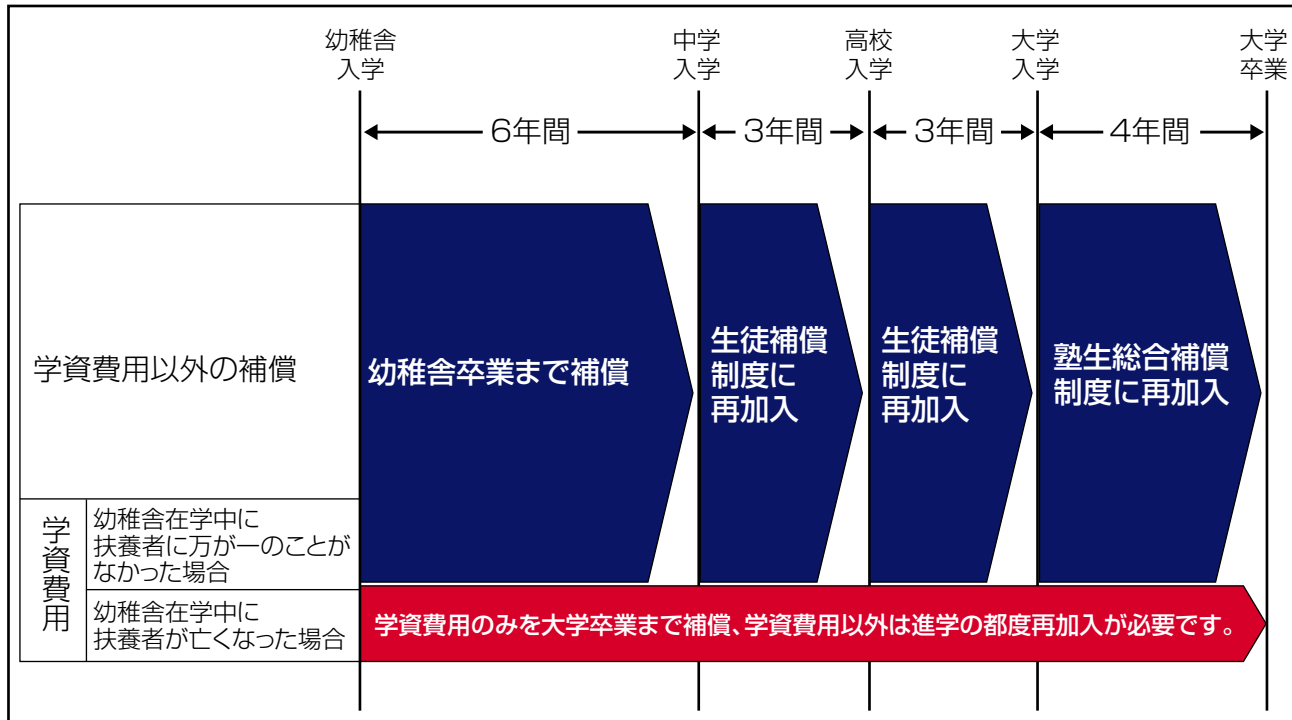 幼稚舎
入学
中学
入学
高校
入学
大学
入学
大学
卒業
6年間
3年間
3年間
4年間
学資費用以外の補償
幼稚舎卒業まで補償
生徒補償
制度に
再加入
生徒補償
制度に
再加入
塾生総合補償
制度に再加入
学資費用
幼稚舎在学中に
扶養者に万が一のことが
なかった場合
幼稚舎在学中に
扶養者が亡くなった場合
学資費用のみを大学卒業まで補償、学資費用以外は進学の都度再加入が必要です。